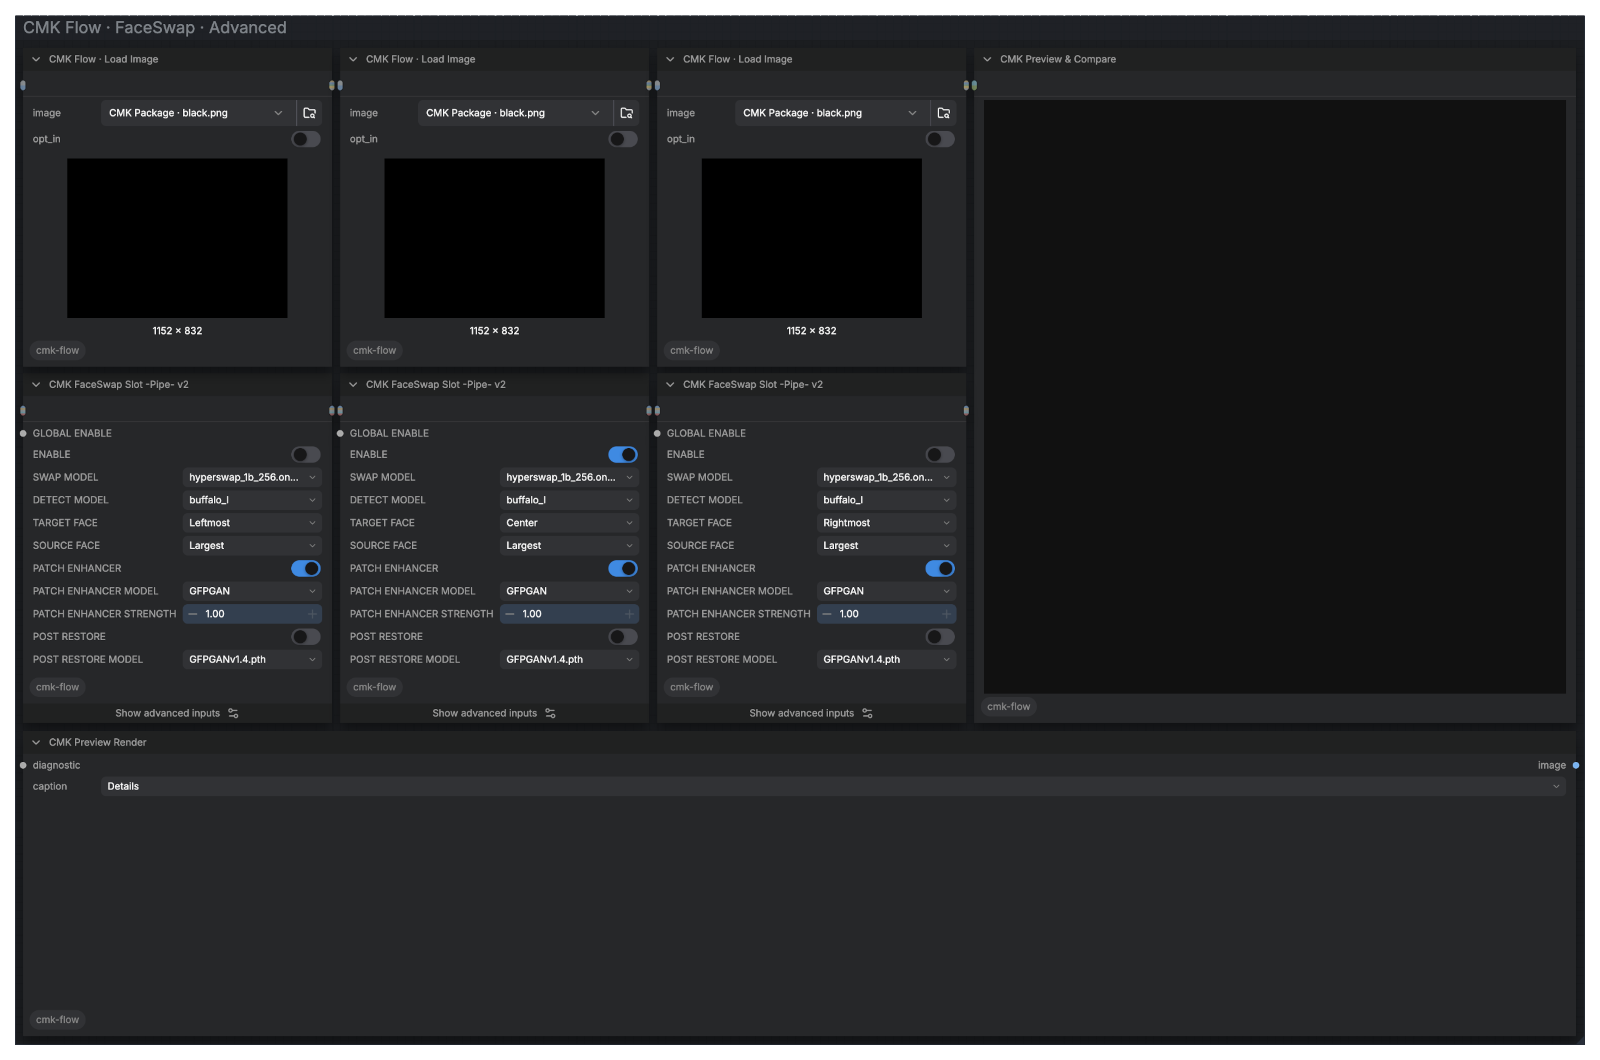 CMK Flow · FaceSwap · Advanced
CMK Flow · Load Image
image
CMK Package · black.png
opt_in
1152 × 832
cmk-flow
CMK Flow · Load Image
image
CMK Package · black.png
opt_in
1152 × 832
cmk-flow
CMK Flow · Load Image
image
CMK Package · black.png
opt_in
1152 × 832
cmk-flow
CMK Preview & Compare
cmk-flow
CMK FaceSwap Slot -Pipe- v2
GLOBAL ENABLE
ENABLE
SWAP MODEL hyperswap_1b_256.on...
DETECT MODEL buffalo_l
TARGET FACE Leftmost
SOURCE FACE Largest
PATCH ENHANCER
PATCH ENHANCER MODEL GFPGAN
PATCH ENHANCER STRENGTH — 1.00 +
POST RESTORE
POST RESTORE MODEL GFPGANv1.4.pth
cmk-flow
Show advanced inputs
CMK FaceSwap Slot -Pipe- v2
GLOBAL ENABLE
ENABLE
SWAP MODEL hyperswap_1b_256.on...
DETECT MODEL buffalo_l
TARGET FACE Center
SOURCE FACE Largest
PATCH ENHANCER
PATCH ENHANCER MODEL GFPGAN
PATCH ENHANCER STRENGTH — 1.00 +
POST RESTORE
POST RESTORE MODEL GFPGANv1.4.pth
cmk-flow
Show advanced inputs
CMK FaceSwap Slot -Pipe- v2
GLOBAL ENABLE
ENABLE
SWAP MODEL hyperswap_1b_256.on...
DETECT MODEL buffalo_l
TARGET FACE Rightmost
SOURCE FACE Largest
PATCH ENHANCER
PATCH ENHANCER MODEL GFPGAN
PATCH ENHANCER STRENGTH — 1.00 +
POST RESTORE
POST RESTORE MODEL GFPGANv1.4.pth
cmk-flow
Show advanced inputs
CMK Preview Render
diagnostic
image
caption Details
cmk-flow